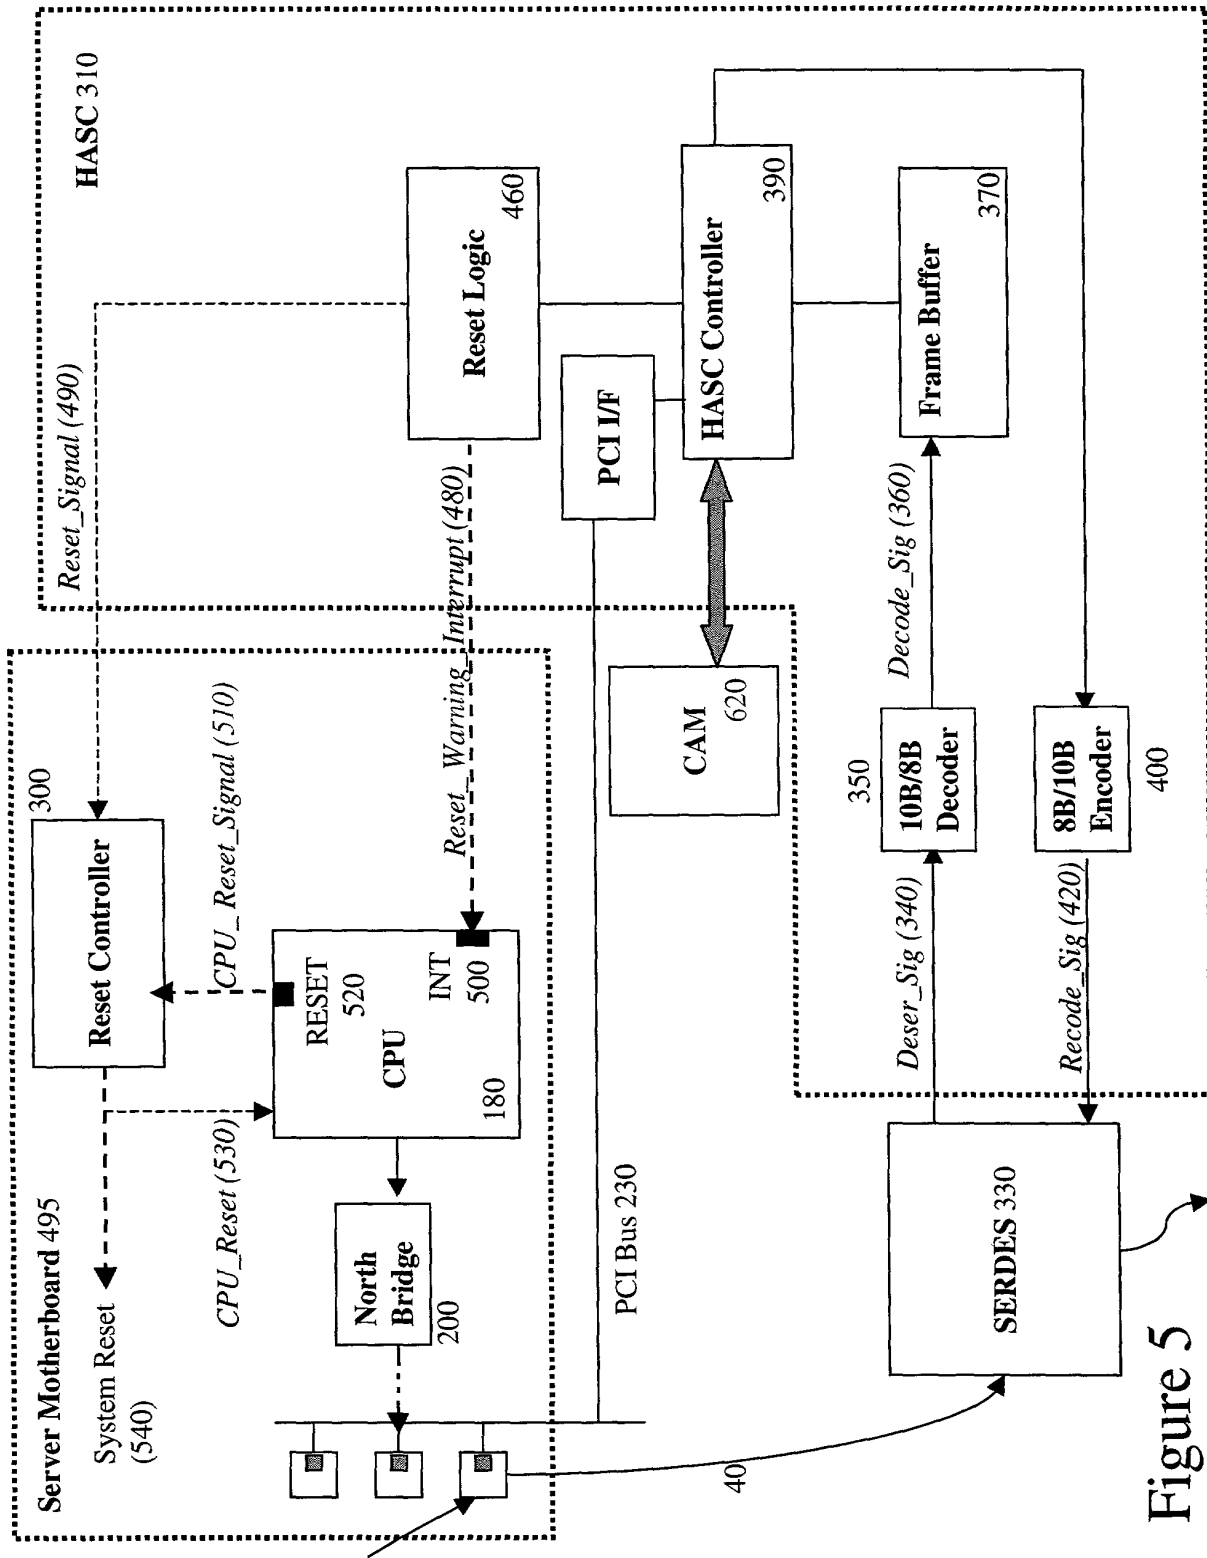 HASC 310
Server Motherboard 495
System Reset
(540)
Reset Controller
300
Reset_Signal (490)
CPU_Reset_Signal (510)
CPU_Reset (530)
RESET
520
INT
500
CPU
180
Reset_Warning_Interrupt (480)
Reset Logic
460
North
Bridge
200
PCI I/F
PCI Bus 230
CAM
620
HASC Controller
390
40
SERDES 330
Deser_Sig (340)
350
10B/8B
Decoder
Decode_Sig (360)
Frame Buffer
370
Recode_Sig (420)
8B/10B
Encoder
400
Figure 5